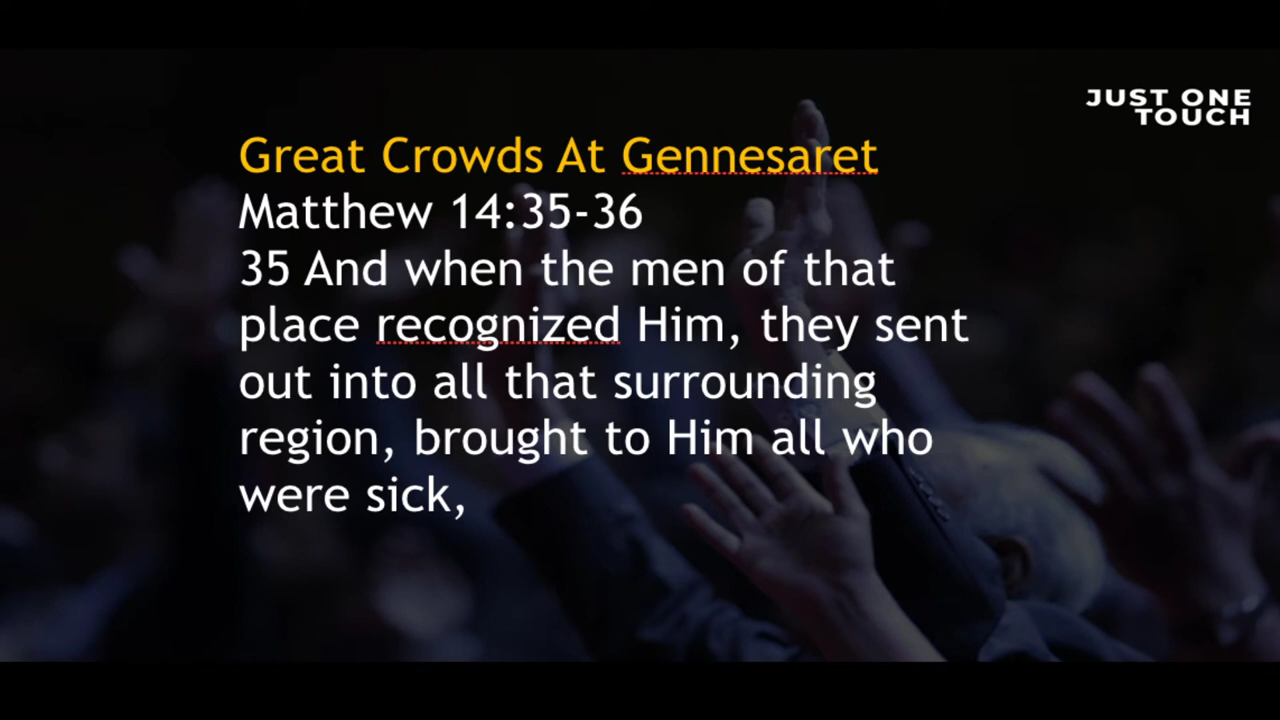 JUST ONE
TOUCH
Great Crowds At Gennesaret
Matthew 14:35-36
35 And when the men of that
place recognized Him, they sent
out into all that surrounding
region, brought to Him all who
were sick,